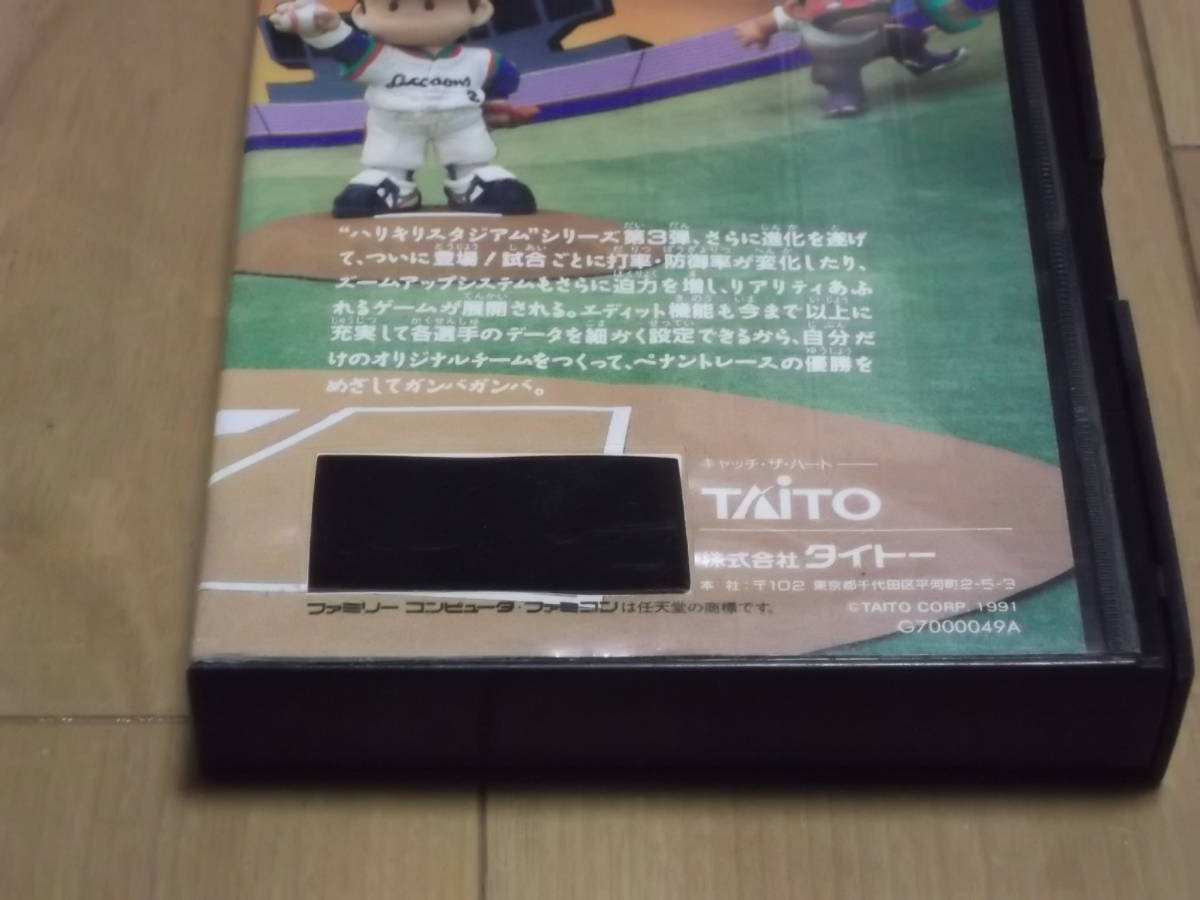 Decoons
2
"ハリキリスタジアム"シリーズ第3弾、さらに進化を遂げ
て、ついに登場!試合ごとに打率・防御率が変化したり、
ズームアップシステムもさらに迫力を増し、リアリティあふ
れるゲームが展開される。エディット機能も今まで以上に
充実して各選手のデータを細かく設定できるから、自分だ
けのオリジナルチームをつくって、ペナントレースの優勝を
めざしてガンバガンバ。
キャッチ・ザ・ハート
TAITO
株式会社 タイトー
本 社:〒102 東京都千代田区平河町2-5-3
ファミリー コンピュータ・ファミコンは任天堂の商標です。
©TAITO CORP. 1991
G7000049A